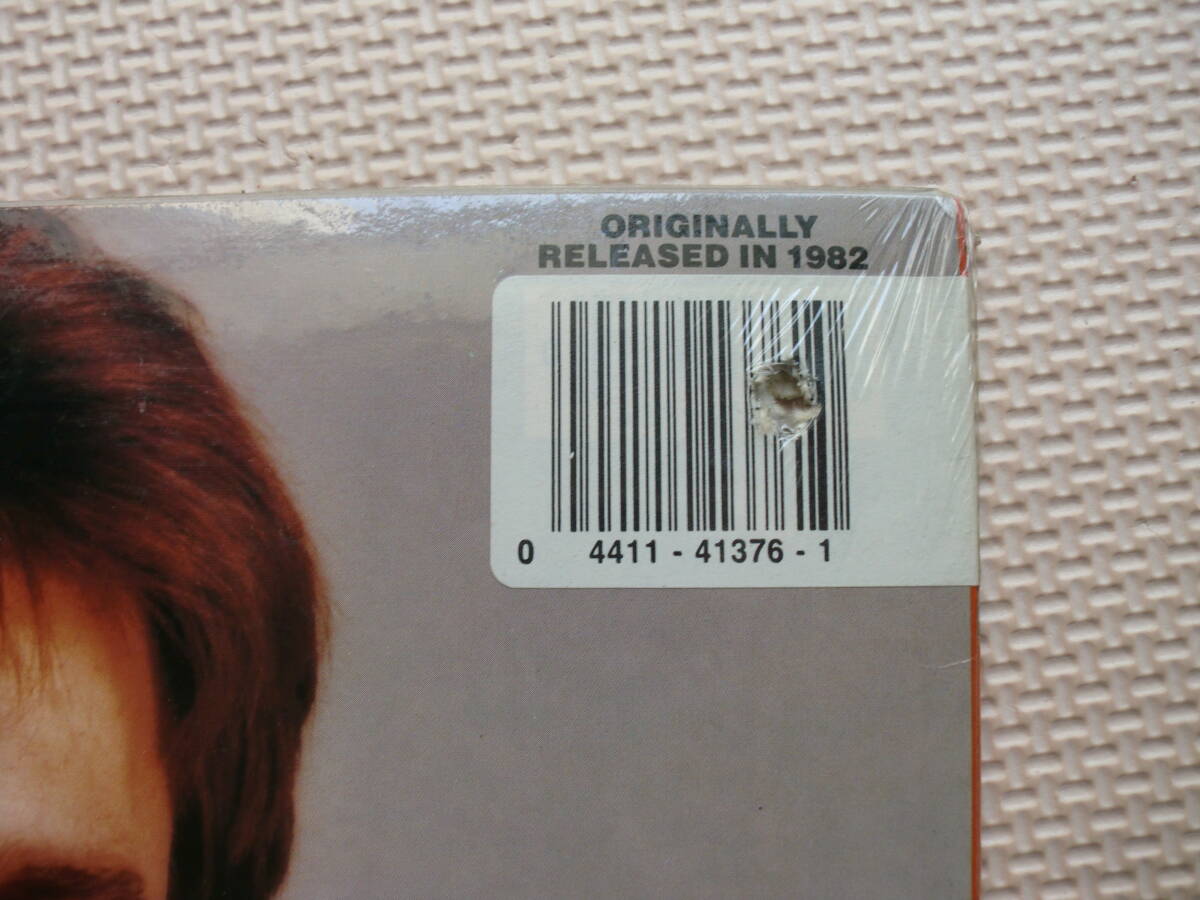 ORIGINALLY
RELEASED IN 1982
0 4411 - 41376 - 1